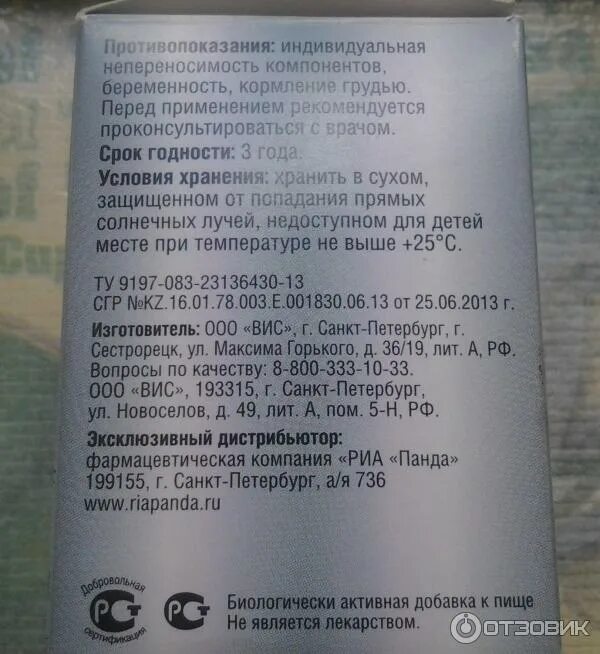 Противопоказания: индивидуальная
непереносимость компонентов,
беременность, кормление грудью.
Перед применением рекомендуется
проконсультироваться с врачом.
Срок годности: 3 года.
Условия хранения: хранить в сухом,
защищенном от попадания прямых
солнечных лучей, недоступном для детей
месте при температуре не выше +25°С.
ТУ 9197-083-23136430-13
СГР №KZ.16.01.78.003.Е.001830.06.13 от 25.06.2013 г.
Изготовитель: ООО «ВИС», г. Санкт-Петербург, г.
Сестрорецк, ул. Максима Горького, д. 36/19, лит. А, РФ.
Вопросы по качеству: 8-800-333-10-33.
ООО «ВИС», 193315, г. Санкт-Петербург,
ул. Новоселов, д. 49, лит. А, пом. 5-Н, РФ.
Эксклюзивный дистрибьютор:
фармацевтическая компания «РИА «Панда»
199155, г. Санкт-Петербург, а/я 736
www.riapanda.ru
Добровольная
РСТ
сертификация
РСТ
Биологически активная добавка к пище
Не является лекарством.
ОТЗОВИК